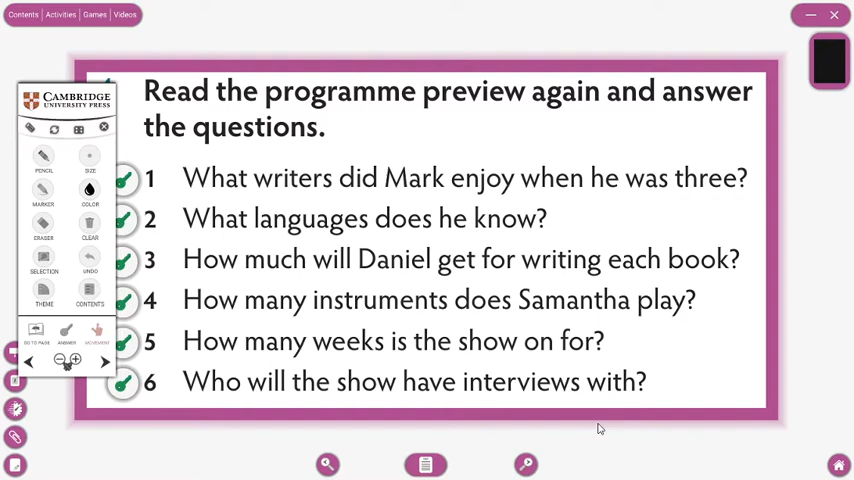 Contents Activities Games Videos
Read the programme preview again and answer
the questions.
CAMBRIDGE
UNIVERSITY PRESS
PENCIL SIZE
MARKER COLOR
ERASER CLEAR
SELECTION UNDO
THEME CONTENTS
GO TO PAGE ANSWER MOVEMENT
1 What writers did Mark enjoy when he was three?
2 What languages does he know?
3 How much will Daniel get for writing each book?
4 How many instruments does Samantha play?
5 How many weeks is the show on for?
6 Who will the show have interviews with?